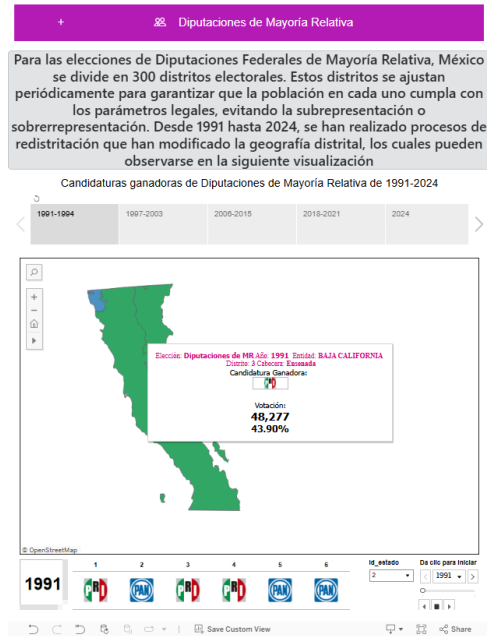 + Diputaciones de Mayoría Relativa
Para las elecciones de Diputaciones Federales de Mayoría Relativa, México
se divide en 300 distritos electorales. Estos distritos se ajustan
periódicamente para garantizar que la población en cada uno cumpla con
los parámetros legales, evitando la subrepresentación o
sobrerrepresentación. Desde 1991 hasta 2024, se han realizado procesos de
redistritación que han modificado la geografía distrital, los cuales pueden
observarse en la siguiente visualización
Candidaturas ganadoras de Diputaciones de Mayoría Relativa de 1991-2024
1991-1994 1997-2003 2006-2015 2018-2021 2024
Elección: Diputaciones de MR Año: 1991 Entidad: BAJA CALIFORNIA
Distrito: 3 Cabecera: Ensenada
Candidatura Ganadora:
PRD
Votación:
48,277
43.90%
© OpenStreetMap
1 2 3 4 5 6
Id_estado Da clic para iniciar
1991 PRD PAN PRD PRD PAN PAN
2 1991
Save Custom View Share